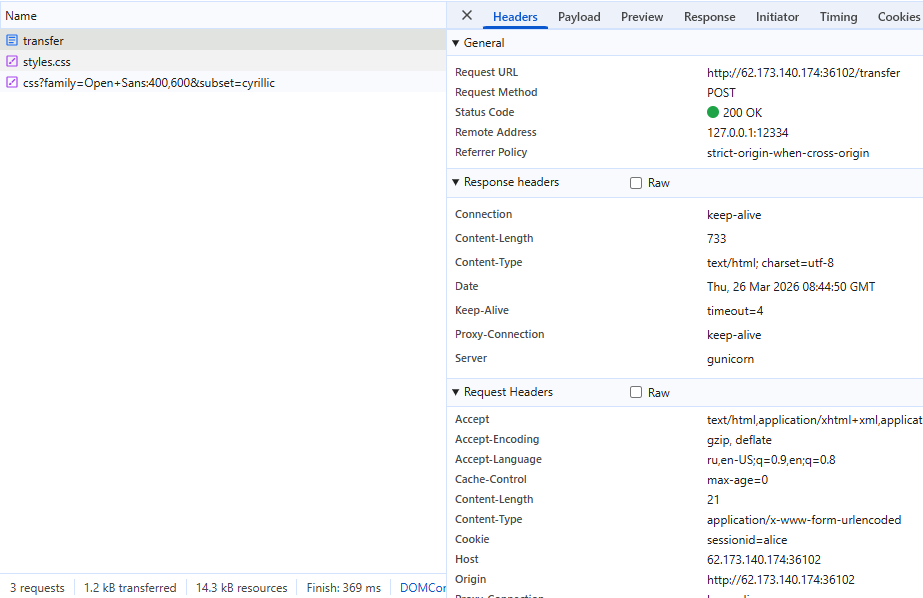 Name
transfer
styles.css
css?family=Open+Sans:400,600&subset=cyrillic
3 requests 1.2 kB transferred 14.3 kB resources Finish: 369 ms DOMCon
Headers Payload Preview Response Initiator Timing Cookies
General
Request URL http://62.173.140.174:36102/transfer
Request Method POST
Status Code 200 OK
Remote Address 127.0.0.1:12334
Referrer Policy strict-origin-when-cross-origin
Response headers Raw
Connection keep-alive
Content-Length 733
Content-Type text/html; charset=utf-8
Date Thu, 26 Mar 2026 08:44:50 GMT
Keep-Alive timeout=4
Proxy-Connection keep-alive
Server gunicorn
Request Headers Raw
Accept text/html,application/xhtml+xml,applicat
Accept-Encoding gzip, deflate
Accept-Language ru,en-US;q=0.9,en;q=0.8
Cache-Control max-age=0
Content-Length 21
Content-Type application/x-www-form-urlencoded
Cookie sessionid=alice
Host 62.173.140.174:36102
Origin http://62.173.140.174:36102
Proxy-Connection keep-alive